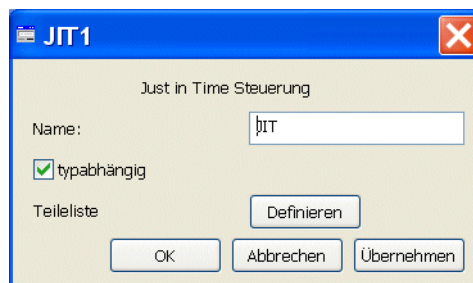 JIT1
Just in Time Steuerung
Name: JIT
typabhängig
Teileliste Definieren
OK Abbrechen Übernehmen